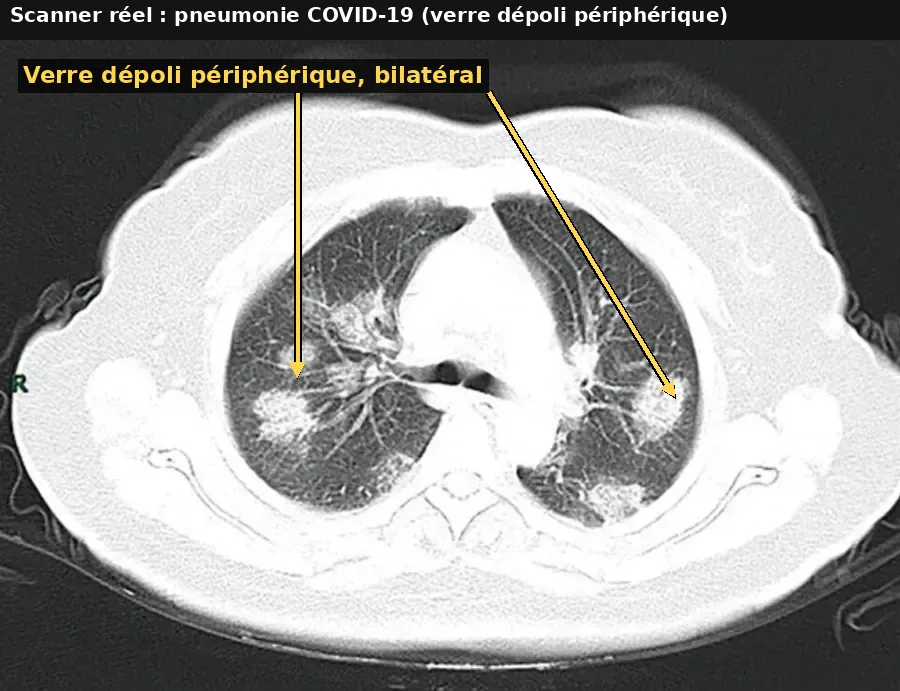 Scanner réel : pneumonie COVID-19 (verre dépoli périphérique)
Verre dépoli périphérique, bilatéral
R